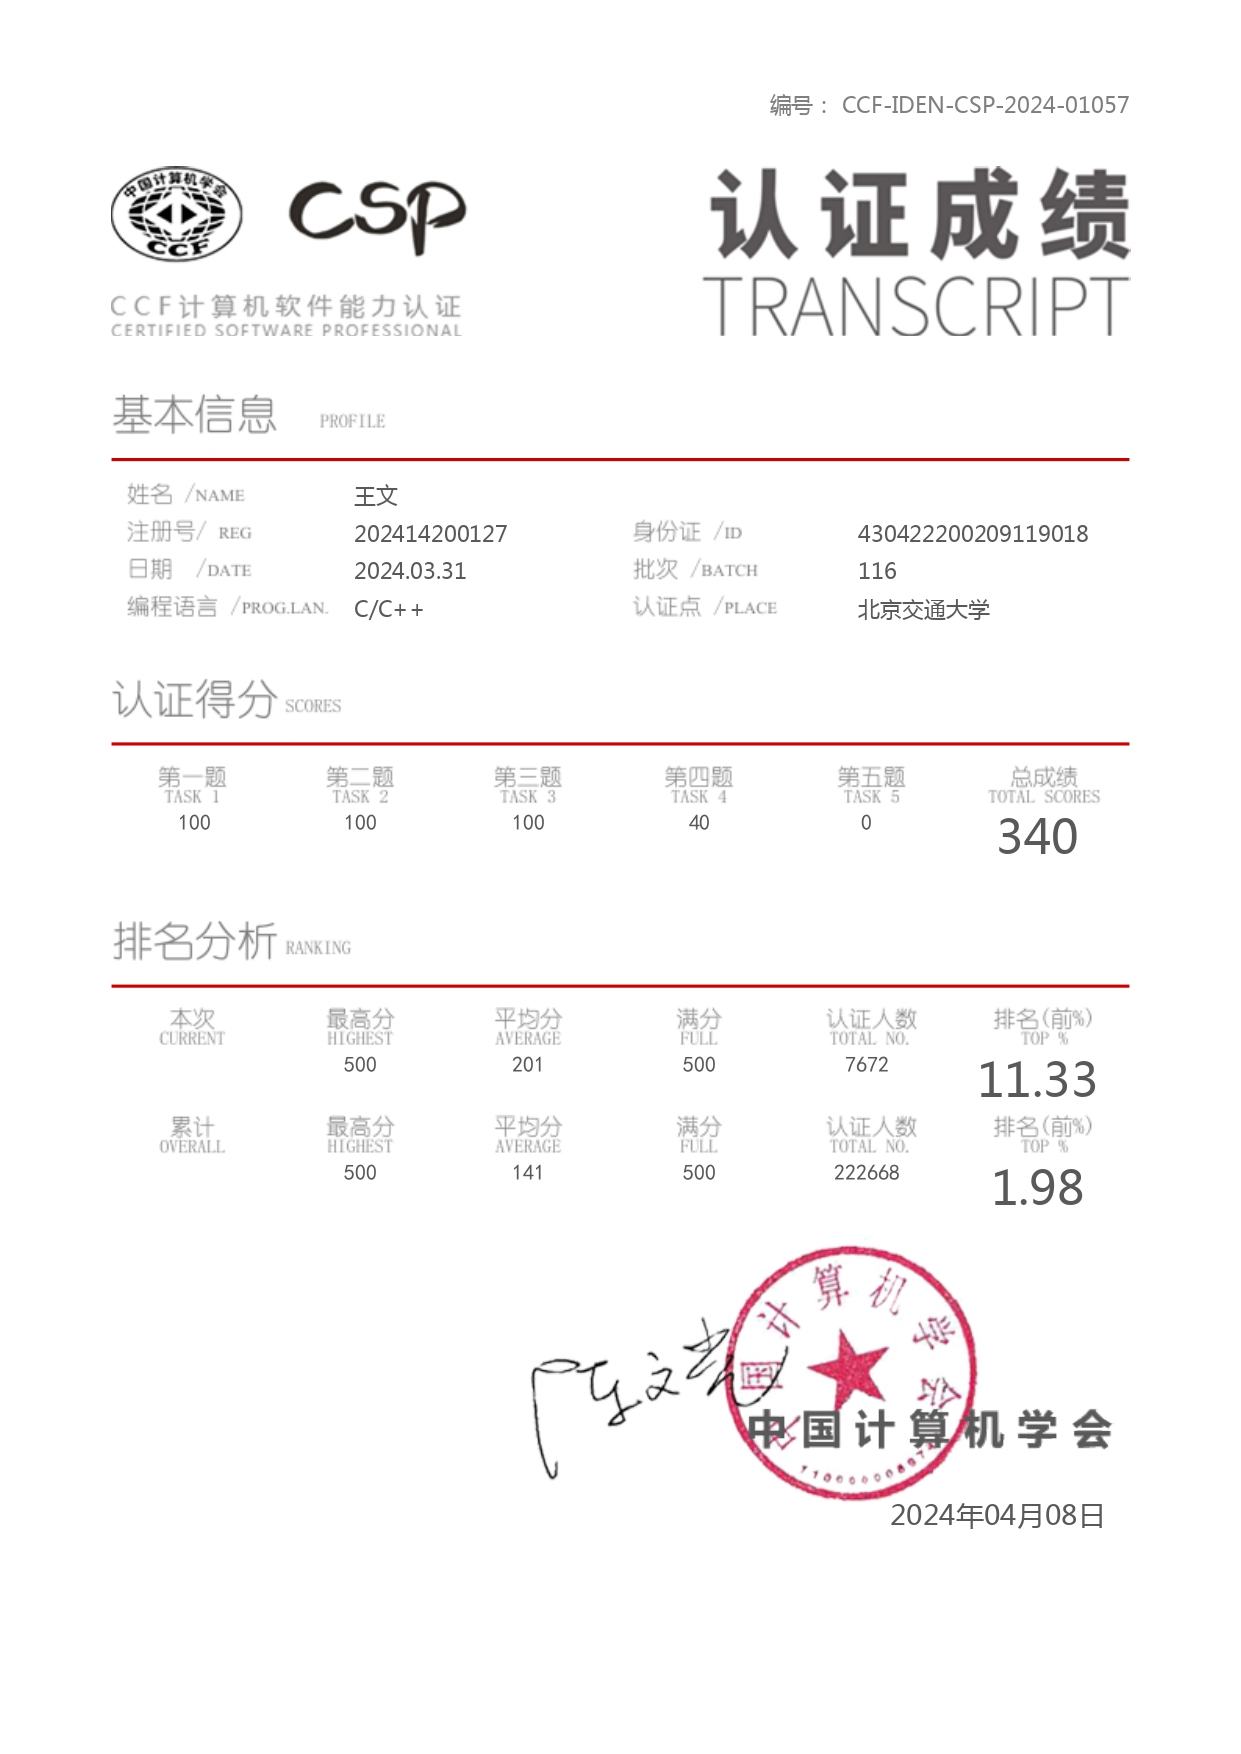 编号： CCF-IDEN-CSP-2024-01057
中国计算机学会
CCF
CSP
认证成绩
CCF计算机软件能力认证
TRANSCRIPT
CERTIFIED SOFTWARE PROFESSIONAL
基本信息 PROFILE
姓名 /NAME 王文
注册号/ REG 202414200127 身份证 /ID 430422200209119018
日期 /DATE 2024.03.31 批次 /BATCH 116
编程语言 /PROG.LAN. C/C++ 认证点 /PLACE 北京交通大学
认证得分 SCORES
第一题 第二题 第三题 第四题 第五题 总成绩
TASK 1 TASK 2 TASK 3 TASK 4 TASK 5 TOTAL SCORES
100 100 100 40 0 340
排名分析 RANKING
本次 最高分 平均分 满分 认证人数 排名(前%)
CURRENT HIGHEST AVERAGE FULL TOTAL NO. TOP %
500 201 500 7672 11.33
累计 最高分 平均分 满分 认证人数 排名(前%)
OVERALL HIGHEST AVERAGE FULL TOTAL NO. TOP %
500 141 500 222668 1.98
中国计算机学会
中国计算机学会
2024年04月08日